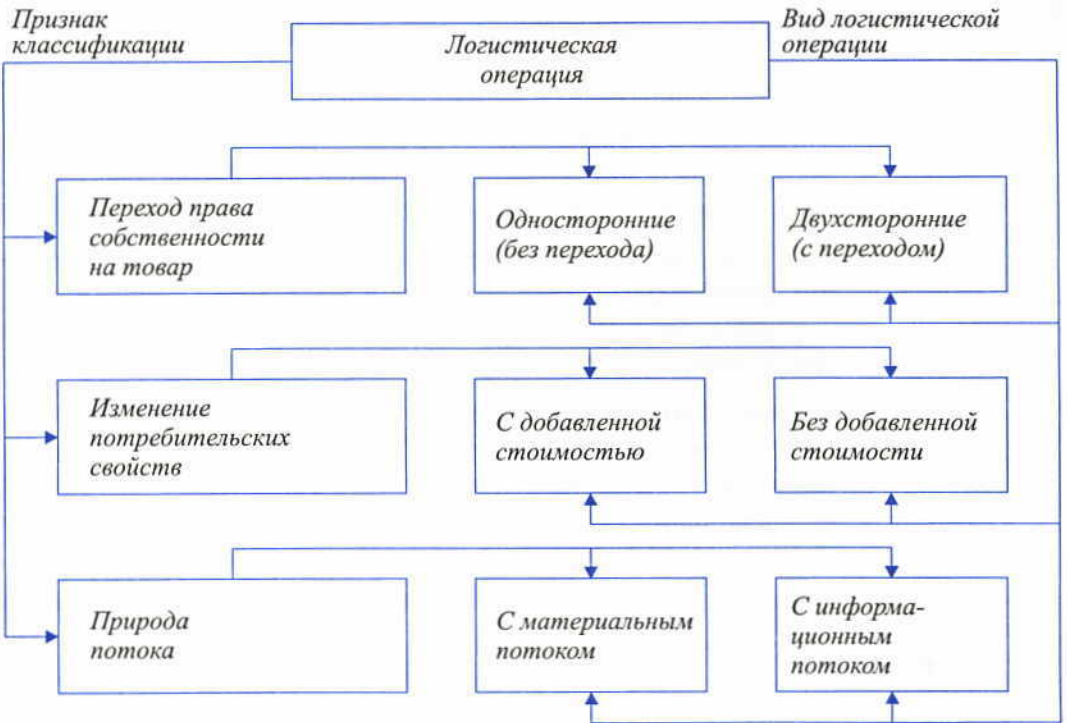 Признак
классификации
Логистическая
операция
Вид логистической
операции
Переход права
собственности
на товар
Односторонние
(без перехода)
Двухсторонние
(с переходом)
Изменение
потребительских
свойств
С добавленной
стоимостью
Без добавленной
стоимости
Природа
потока
С материальным
потоком
С информа-
ционным
потоком